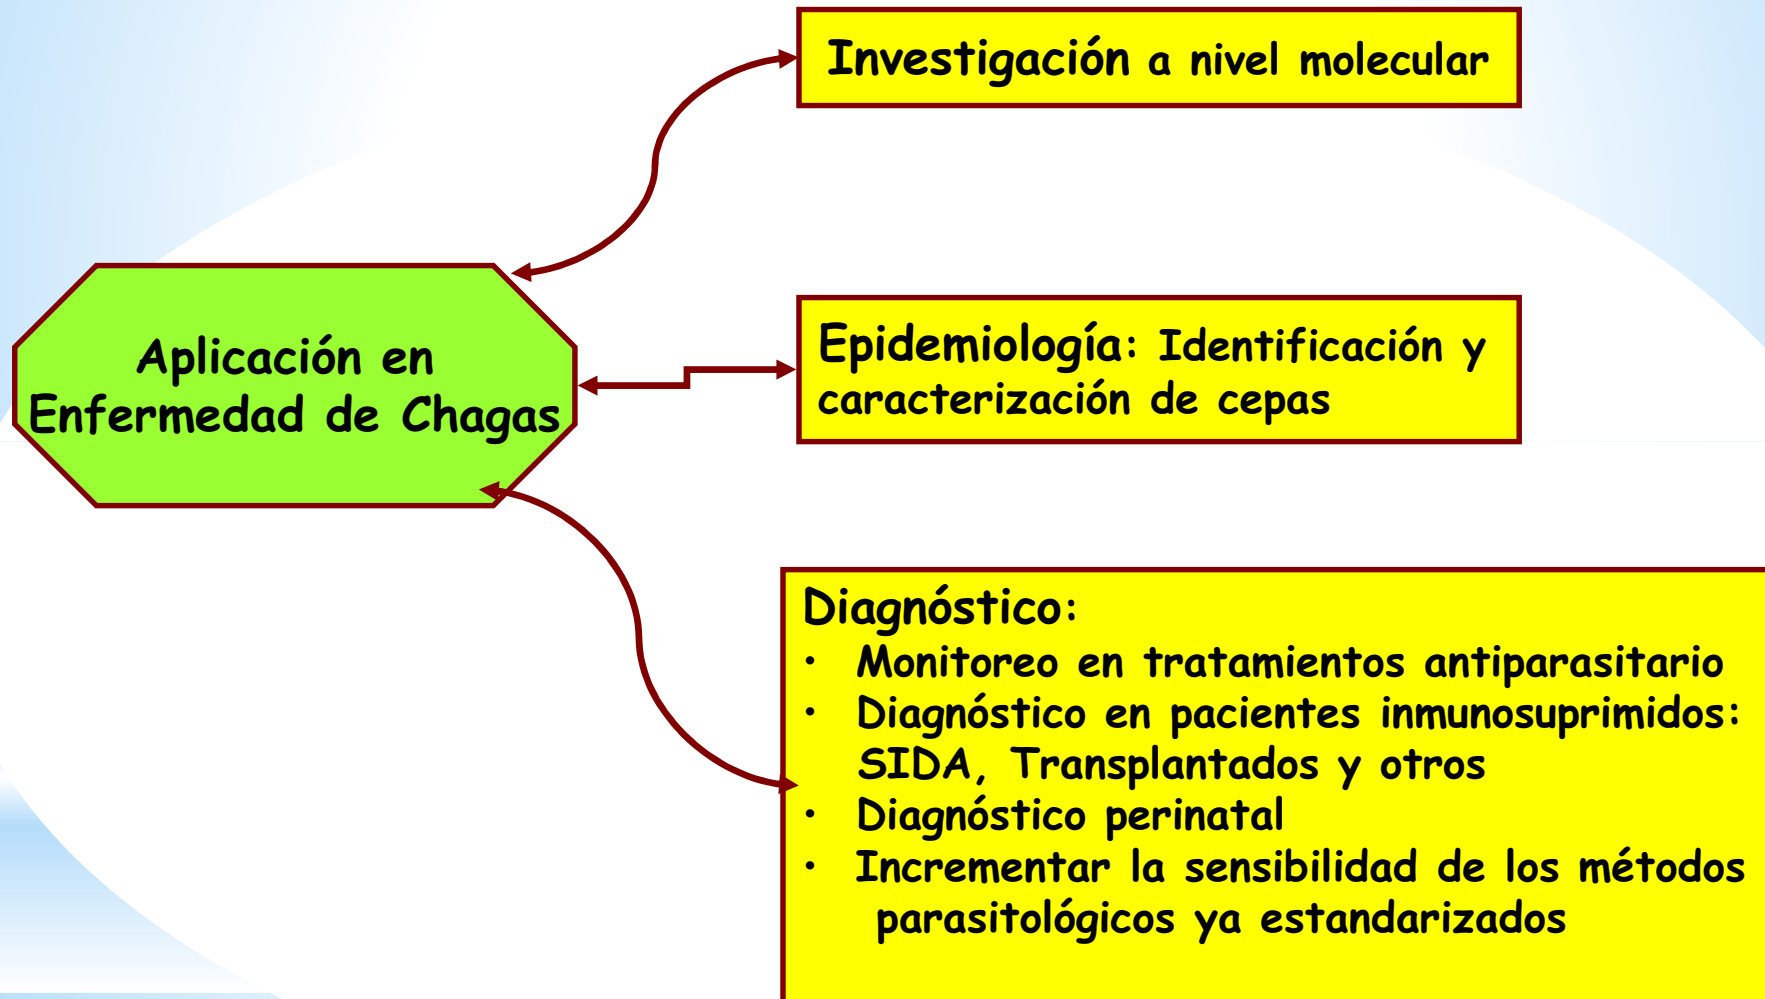 Investigación a nivel molecular
Aplicación en
Enfermedad de Chagas
Epidemiología: Identificación y
caracterización de cepas
Diagnóstico:
• Monitoreo en tratamientos antiparasitario
• Diagnóstico en pacientes inmunosuprimidos:
SIDA, Transplantados y otros
• Diagnóstico perinatal
• Incrementar la sensibilidad de los métodos
parasitológicos ya estandarizados